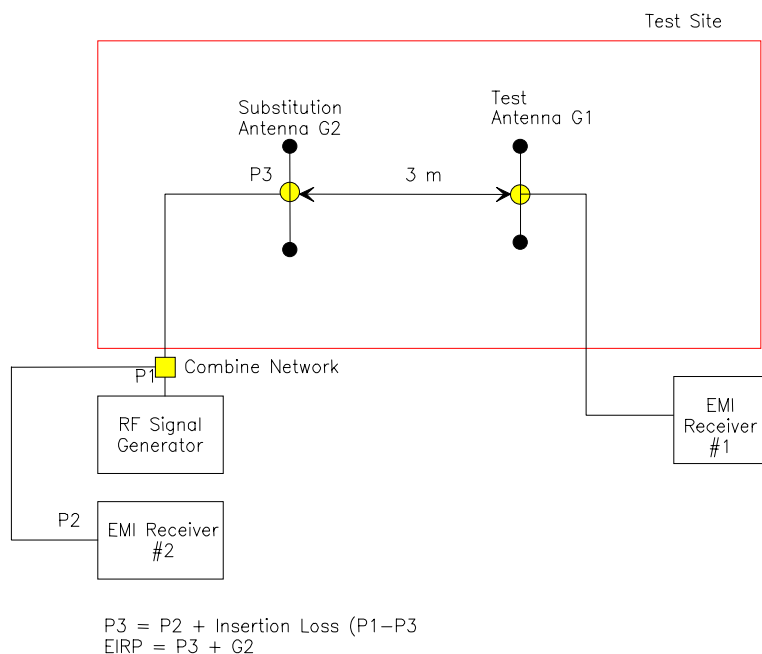 Test Site
Substitution
Antenna G2
Test
Antenna G1
P3
3 m
P1
Combine Network
RF Signal
Generator
EMI
Receiver
#1
P2
EMI Receiver
#2
P3 = P2 + Insertion Loss (P1-P3
EIRP = P3 + G2